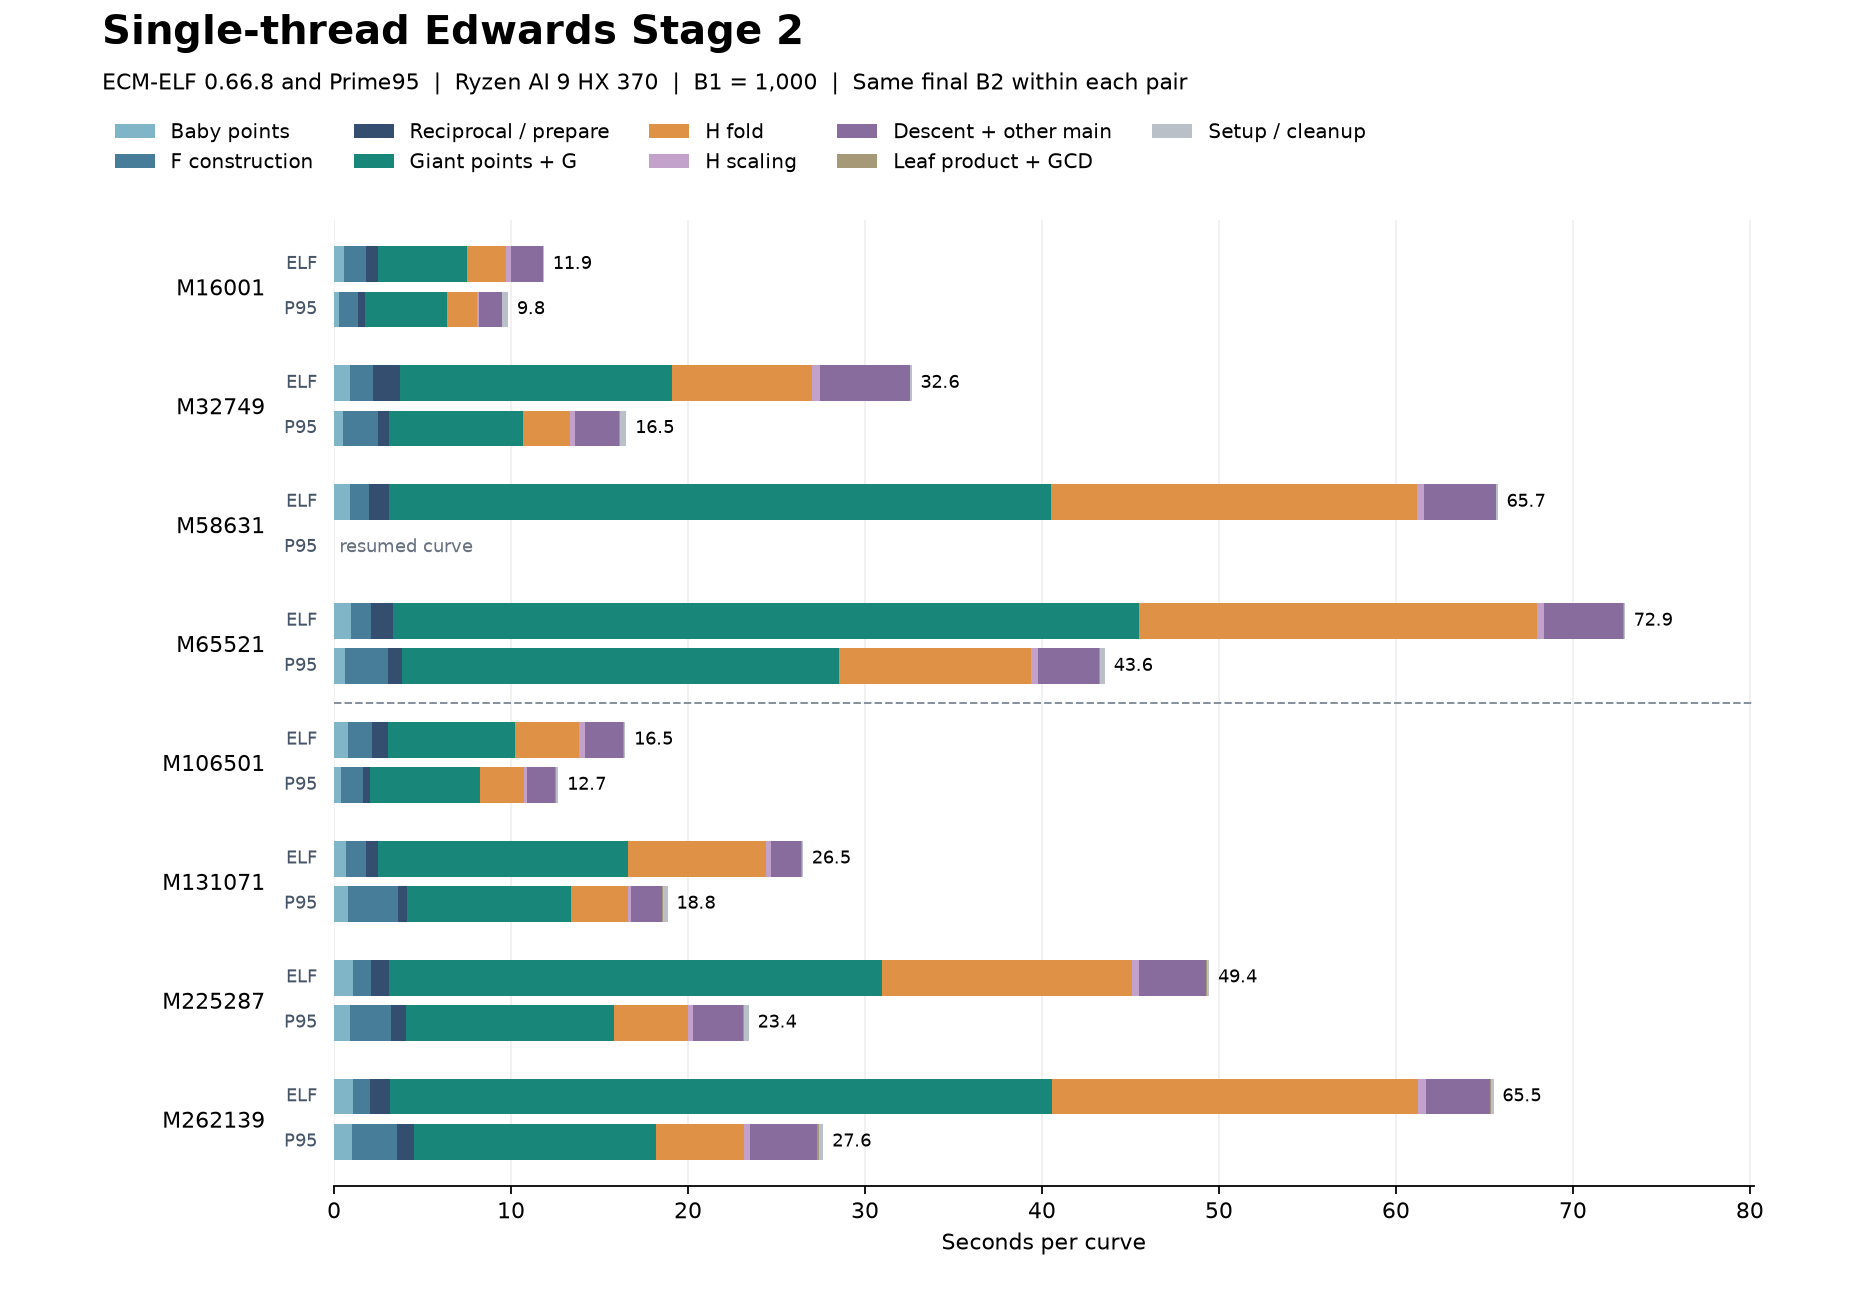 Single-thread Edwards Stage 2
ECM-ELF 0.66.8 and Prime95 | Ryzen AI 9 HX 370 | B1 = 1,000 | Same final B2 within each pair
Baby points Reciprocal / prepare H fold Descent + other main Setup / cleanup
F construction Giant points + G H scaling Leaf product + GCD
M16001
ELF 11.9
P95 9.8
M32749
ELF 32.6
P95 16.5
M58631
ELF 65.7
P95 resumed curve
M65521
ELF 72.9
P95 43.6
M106501
ELF 16.5
P95 12.7
M131071
ELF 26.5
P95 18.8
M225287
ELF 49.4
P95 23.4
M262139
ELF 65.5
P95 27.6
0 10 20 30 40 50 60 70 80
Seconds per curve